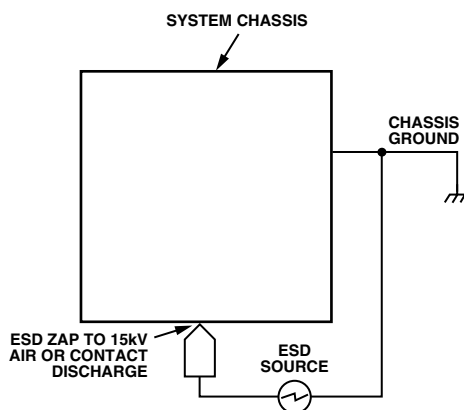 SYSTEM CHASSIS
CHASSIS
GROUND
ESD ZAP TO 15kV
AIR OR CONTACT
DISCHARGE
ESD
SOURCE